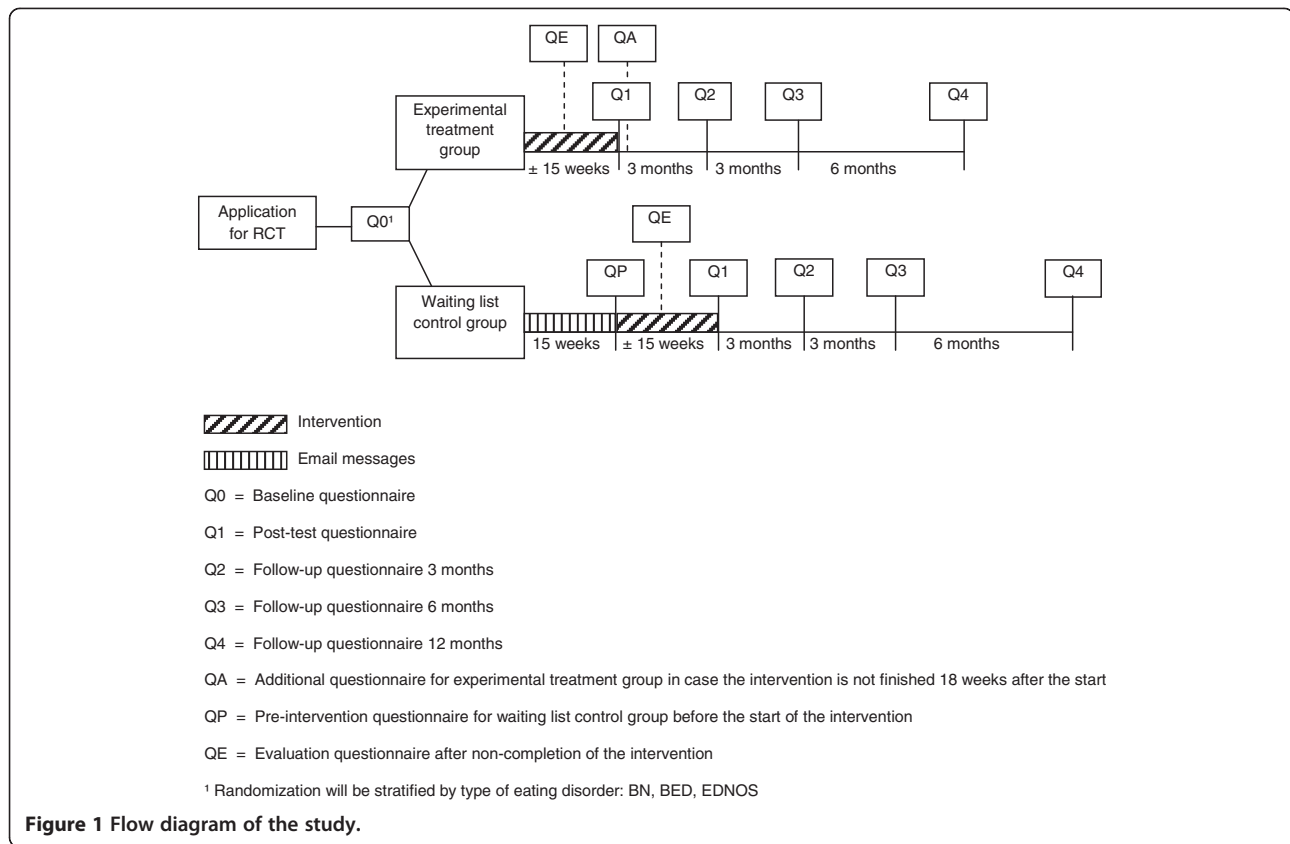 QE
QA
Q1
Q2
Q3
Q4
Experimental
treatment
group
± 15 weeks
3 months
3 months
6 months
Application
for RCT
Q0¹
QE
QP
Q1
Q2
Q3
Q4
Waiting list
control group
15 weeks
± 15 weeks
3 months
3 months
6 months
Intervention
Email messages
Q0 = Baseline questionnaire
Q1 = Post-test questionnaire
Q2 = Follow-up questionnaire 3 months
Q3 = Follow-up questionnaire 6 months
Q4 = Follow-up questionnaire 12 months
QA = Additional questionnaire for experimental treatment group in case the intervention is not finished 18 weeks after the start
QP = Pre-intervention questionnaire for waiting list control group before the start of the intervention
QE = Evaluation questionnaire after non-completion of the intervention
¹ Randomization will be stratified by type of eating disorder: BN, BED, EDNOS
Figure 1 Flow diagram of the study.